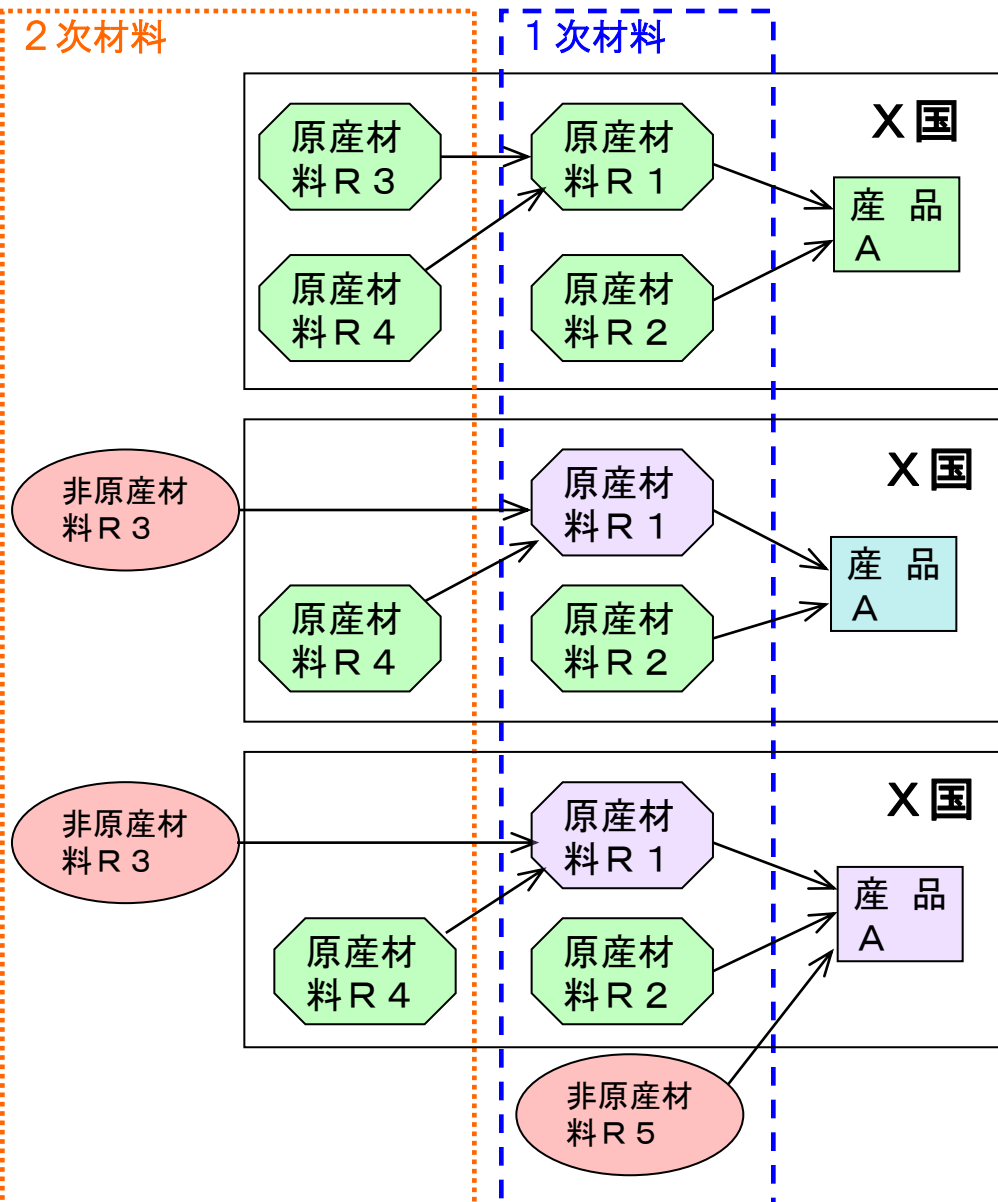 2次材料
1次材料
X国
原産材
料R3
原産材
料R1
産 品
A
原産材
料R4
原産材
料R2
X国
非原産材
料R3
原産材
料R1
産 品
A
原産材
料R4
原産材
料R2
X国
非原産材
料R3
原産材
料R1
産 品
A
原産材
料R4
原産材
料R2
非原産材
料R5